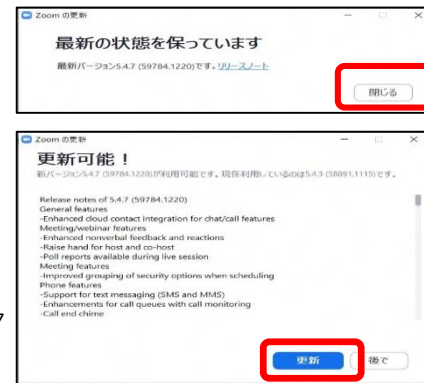 Zoom の更新
最新の状態を保っています
最新バージョン5.4.7 (59784.1220)です。リリースノート
閉じる
Zoom の更新
更新可能！
新バージョン5.4.7 (59784.1220)が利用可能です。現在利用しているのは5.4.3 (58891.1115)です。
Release notes of 5.4.7 (59784.1220)
General features
-Enhanced cloud contact integration for chat/call features
Meeting/webinar features
-Enhanced nonverbal feedback and reactions
-Raise hand for host and co-host
-Poll reports available during live session
Meeting features
-Improved grouping of security options when scheduling
Phone features
-Support for text messaging (SMS and MMS)
-Enhancements for call queues with call monitoring
-Call end chime
7
更新
後で